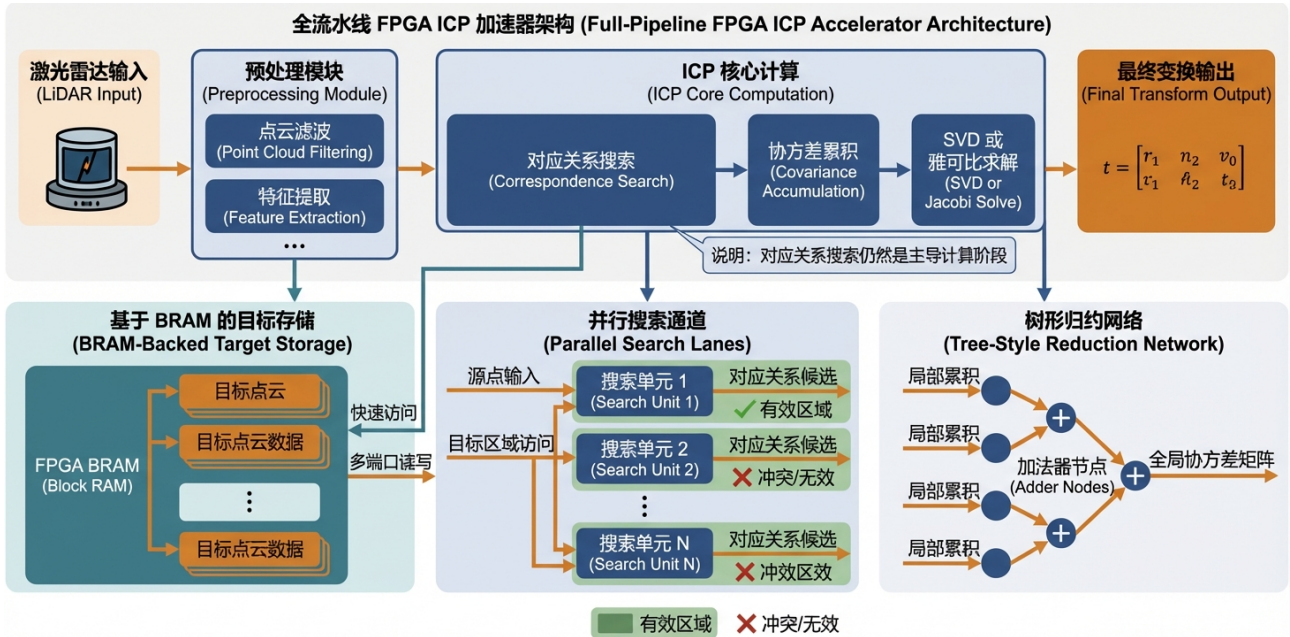 全流水线 FPGA ICP 加速器架构 (Full-Pipeline FPGA ICP Accelerator Architecture)
激光雷达输入
(LiDAR Input)
预处理模块
(Preprocessing Module)
点云滤波
(Point Cloud Filtering)
特征提取
(Feature Extraction)
...
ICP 核心计算
(ICP Core Computation)
对应关系搜索
(Correspondence Search)
协方差累积
(Covariance
Accumulation)
SVD 或
雅可比求解
(SVD or
Jacobi Solve)
说明：对应关系搜索仍然是主导计算阶段
最终变换输出
(Final Transform Output)
t = [r₁ n₂ v₀
r₁ ĥ₂ t₃]
基于 BRAM 的目标存储
(BRAM-Backed Target Storage)
FPGA BRAM
(Block RAM)
目标点云
目标点云数据
⋮
目标点云数据
快速访问
多端口读写
并行搜索通道
(Parallel Search Lanes)
源点输入
目标区域访问
搜索单元 1
(Search Unit 1)
对应关系候选
✓ 有效区域
搜索单元 2
(Search Unit 2)
对应关系候选
✗ 冲突/无效
⋮
搜索单元 N
(Search Unit N)
对应关系候选
✗ 冲效区效
树形归约网络
(Tree-Style Reduction Network)
局部累积
局部累积
局部累积
局部累积
+
+
+
加法器节点
(Adder Nodes)
全局协方差矩阵
有效区域
✗ 冲突/无效